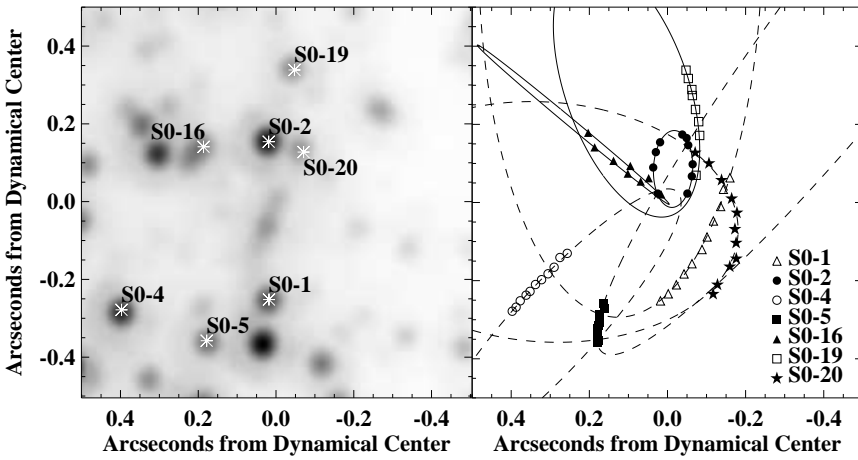 Arcseconds from Dynamical Center
0.4
0.2
0.0
-0.2
-0.4
S0-19
S0-16
S0-2
S0-20
S0-1
S0-4
S0-5
0.4 0.2 0.0 -0.2 -0.4
Arcseconds from Dynamical Center
S0-1
S0-2
S0-4
S0-5
S0-16
S0-19
S0-20
0.4 0.2 0.0 -0.2 -0.4
Arcseconds from Dynamical Center